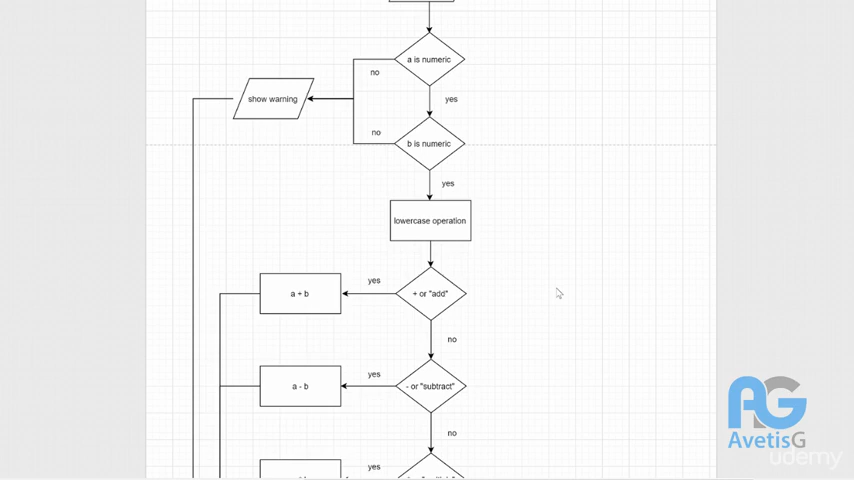 a is numeric
no
show warning
yes
no
b is numeric
yes
lowercase operation
yes
a + b
+ or "add"
no
yes
a - b
- or "subtract"
no
yes
AG
AvetisG
udemy